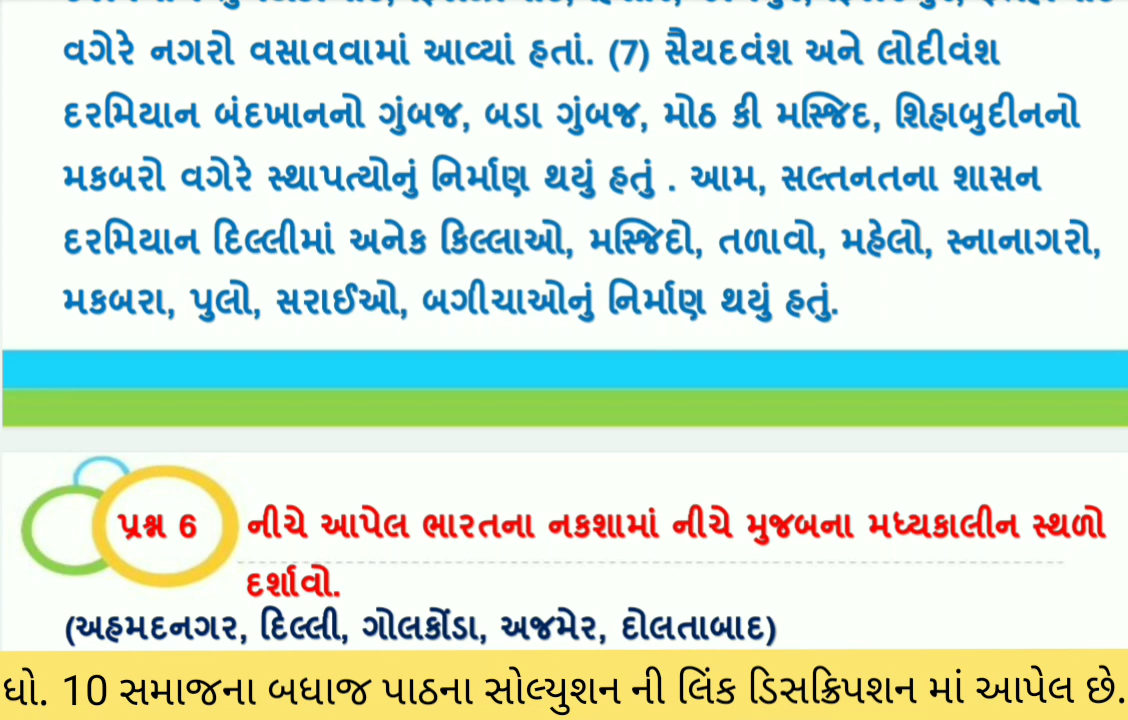 વગેરે નગરો વસાવવામાં આવ્યાં હતાં. (7) સૈયદવંશ અને લોદીવંશ
દરમિયાન બંદખાનનો ગુંબજ, બડા ગુંબજ, મોઠ કી મસ્જિદ, શિહાબુદીનનો
મકબરો વગેરે સ્થાપત્યોનું નિર્માણ થયું હતું . આમ, સલ્તનતના શાસન
દરમિયાન દિલ્લીમાં અનેક કિલ્લાઓ, મસ્જિદો, તળાવો, મહેલો, સ્નાનાગરો,
મકબરા, પુલો, સરાઈઓ, બગીચાઓનું નિર્માણ થયું હતું.
પ્રશ્ન 6 નીચે આપેલ ભારતના નકશામાં નીચે મુજબના મધ્યકાલીન સ્થળો
દર્શાવો.
(અહમદનગર, દિલ્લી, ગોલકોંડા, અજમેર, દોલતાબાદ)
ધો. 10 સમાજના બધાજ પાઠના સોલ્યુશન ની લિંક ડિસક્રિપશન માં આપેલ છે.